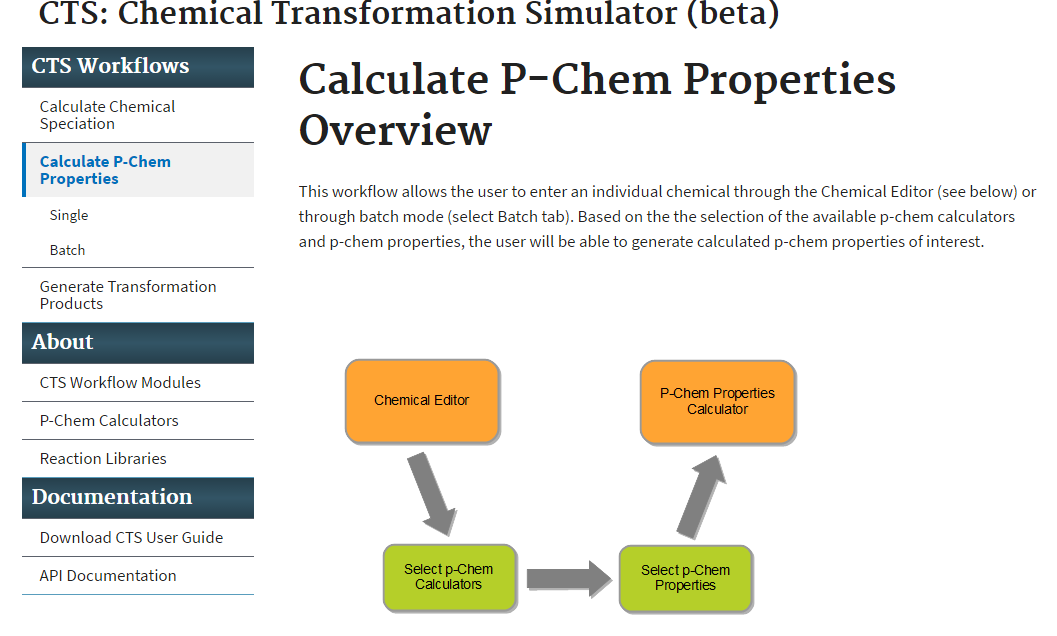 CTS: Chemical Transformation Simulator (beta)
CTS Workflows
Calculate Chemical
Speciation
Calculate P-Chem
Properties
Single
Batch
Generate Transformation
Products
About
CTS Workflow Modules
P-Chem Calculators
Reaction Libraries
Documentation
Download CTS User Guide
API Documentation
Calculate P-Chem Properties
Overview
This workflow allows the user to enter an individual chemical through the Chemical Editor (see below) or
through batch mode (select Batch tab). Based on the the selection of the available p-chem calculators
and p-chem properties, the user will be able to generate calculated p-chem properties of interest.
Chemical Editor
P-Chem Properties
Calculator
Select p-Chem
Calculators
Select p-Chem
Properties